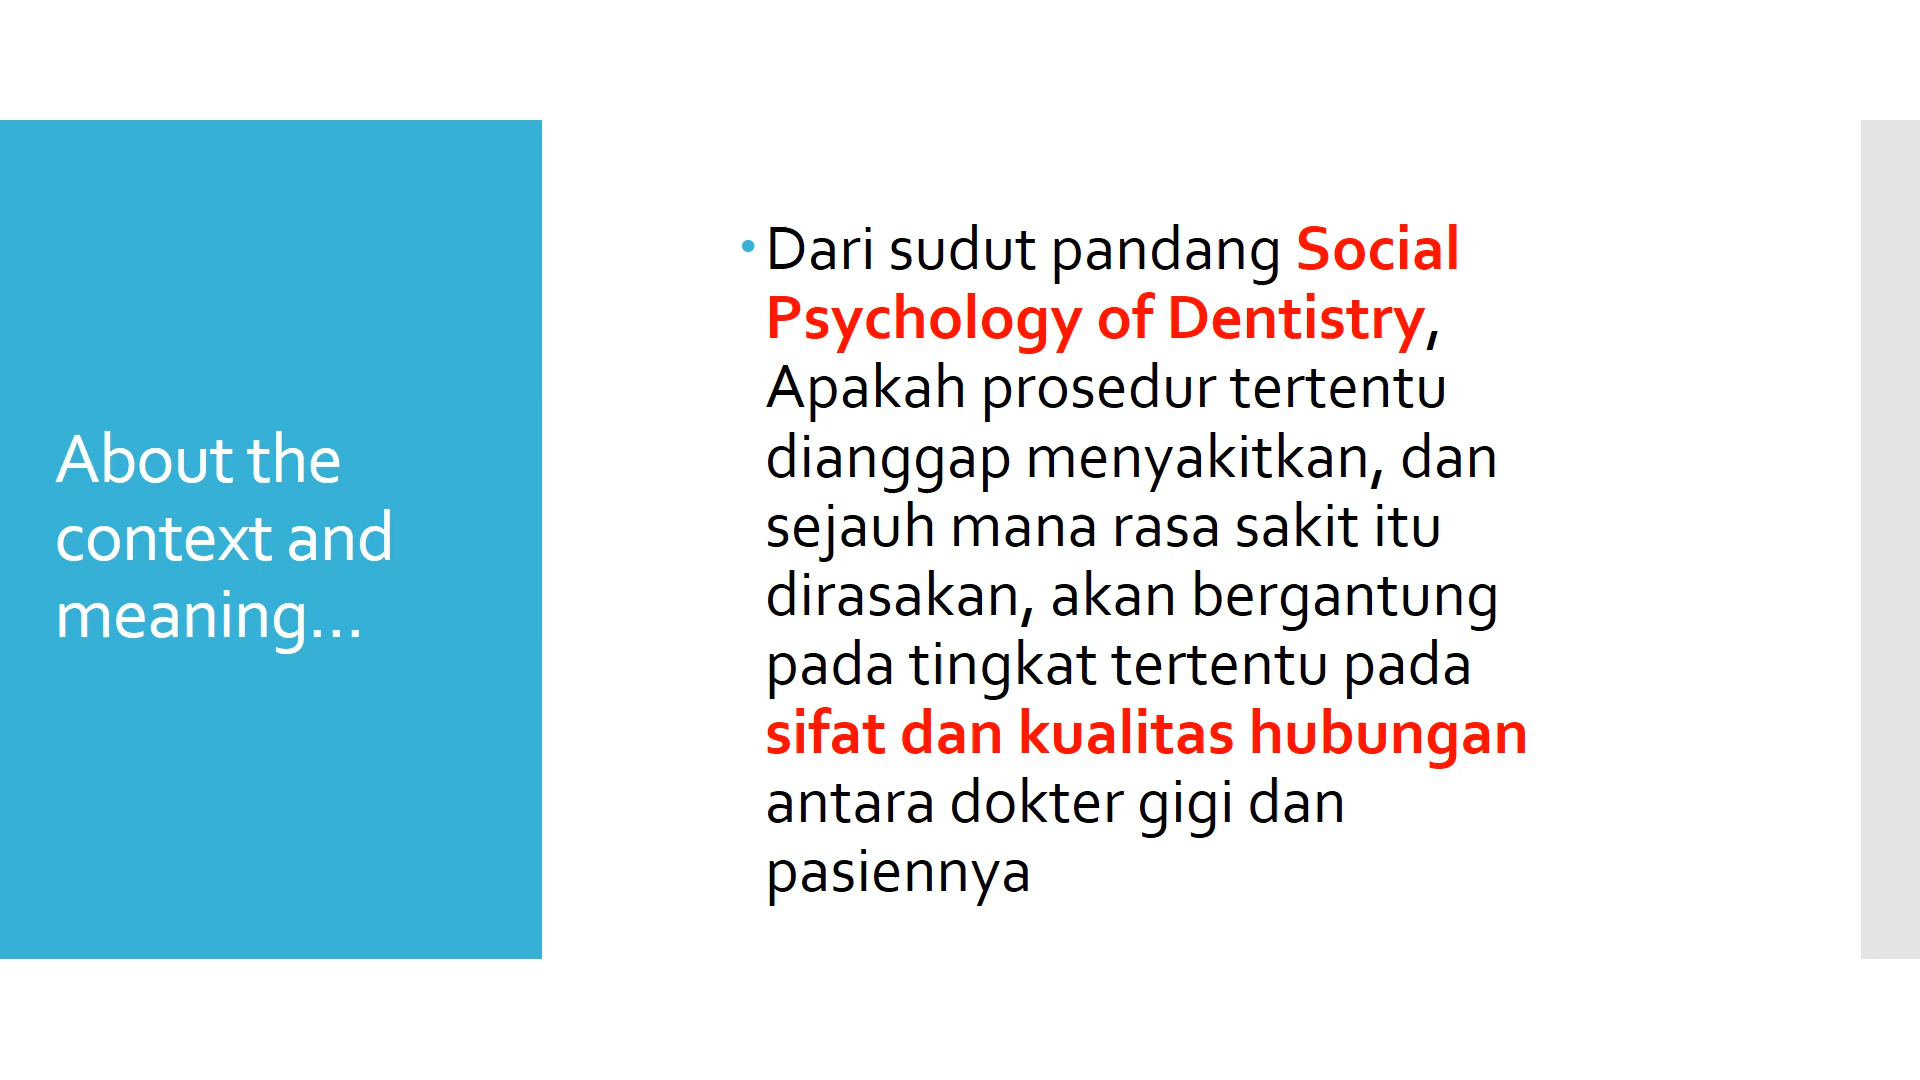 About the
context and
meaning...
• Dari sudut pandang Social
Psychology of Dentistry,
Apakah prosedur tertentu
dianggap menyakitkan, dan
sejauh mana rasa sakit itu
dirasakan, akan bergantung
pada tingkat tertentu pada
sifat dan kualitas hubungan
antara dokter gigi dan
pasiennya